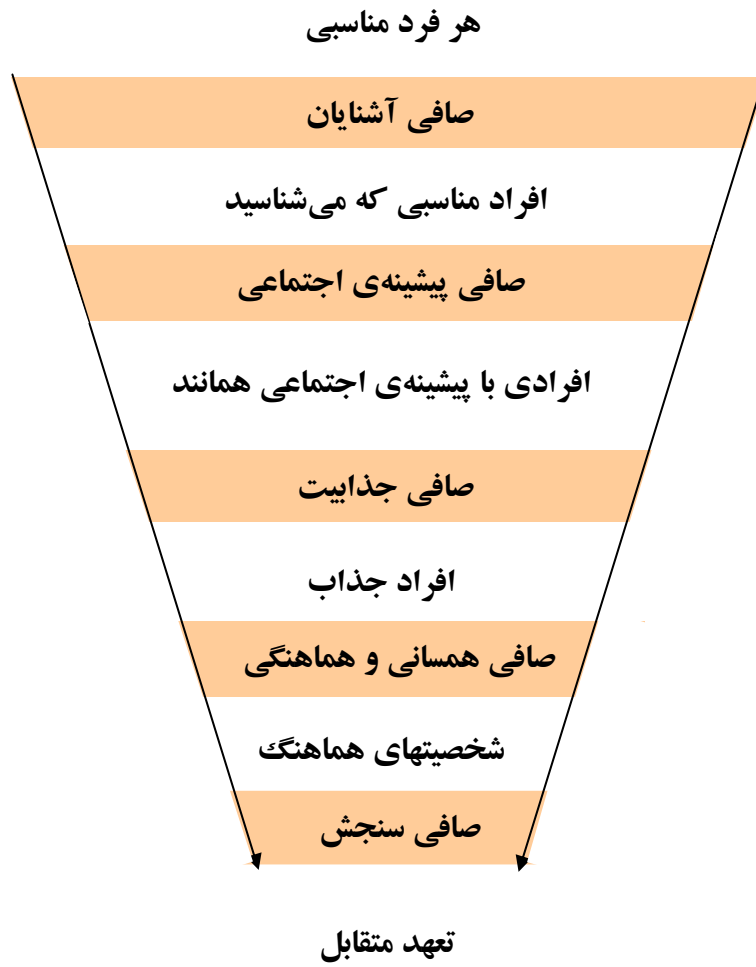 هر فرد مناسبی
صافی آشنایان
افراد مناسبی که می‌شناسید
صافی پیشینه‌ی اجتماعی
افرادی با پیشینه‌ی اجتماعی همانند
صافی جذابیت
افراد جذاب
صافی همسانی و هماهنگی
شخصیتهای هماهنگ
صافی سنجش
تعهد متقابل